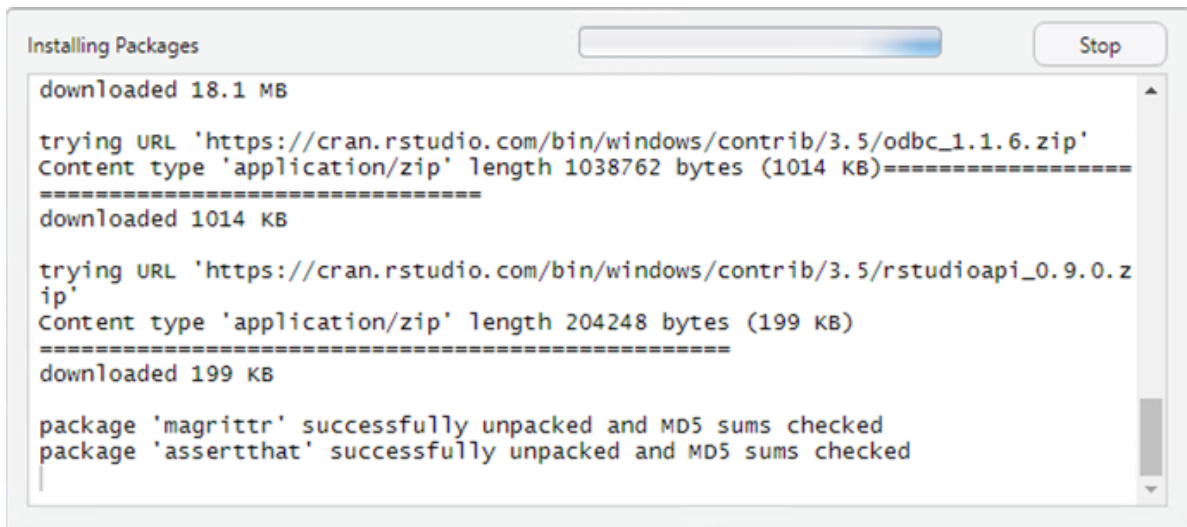 Installing Packages
Stop
downloaded 18.1 MB
trying URL 'https://cran.rstudio.com/bin/windows/contrib/3.5/odbc_1.1.6.zip'
Content type 'application/zip' length 1038762 bytes (1014 KB)==================
================================
downloaded 1014 KB
trying URL 'https://cran.rstudio.com/bin/windows/contrib/3.5/rstudioapi_0.9.0.z
ip'
Content type 'application/zip' length 204248 bytes (199 KB)
==================================================
downloaded 199 KB
package 'magrittr' successfully unpacked and MD5 sums checked
package 'assertthat' successfully unpacked and MD5 sums checked